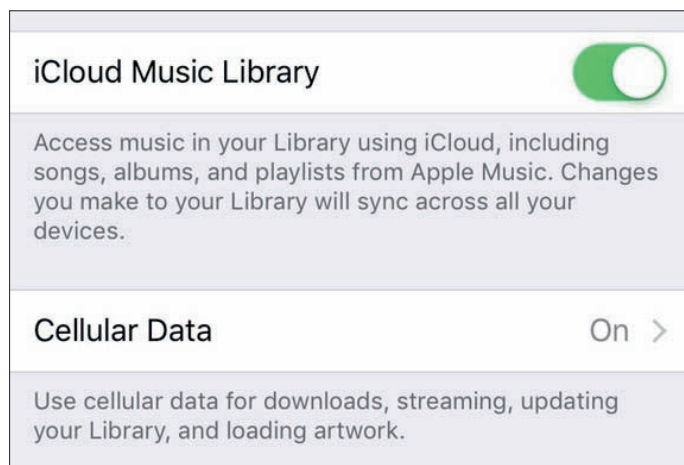 iCloud Music Library
Access music in your Library using iCloud, including
songs, albums, and playlists from Apple Music. Changes
you make to your Library will sync across all your
devices.
Cellular Data On
Use cellular data for downloads, streaming, updating
your Library, and loading artwork.